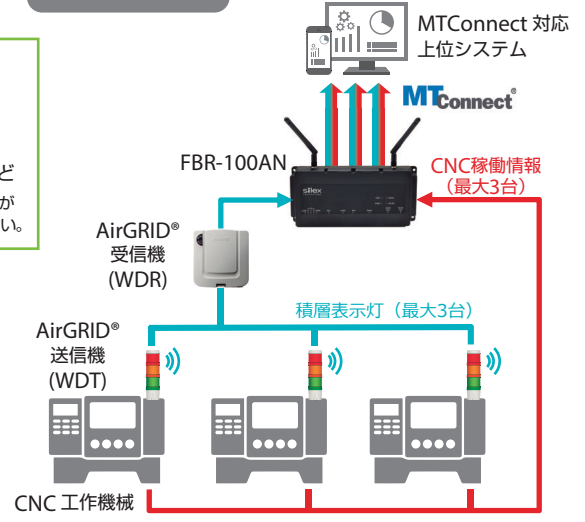 MTConnect 対応
上位システム
MTConnect®
FBR-100AN
silex
CNC稼働情報
（最大3台）
ど
が
い。
AirGRID®
受信機
(WDR)
積層表示灯（最大3台）
AirGRID®
送信機
(WDT)
CNC 工作機械